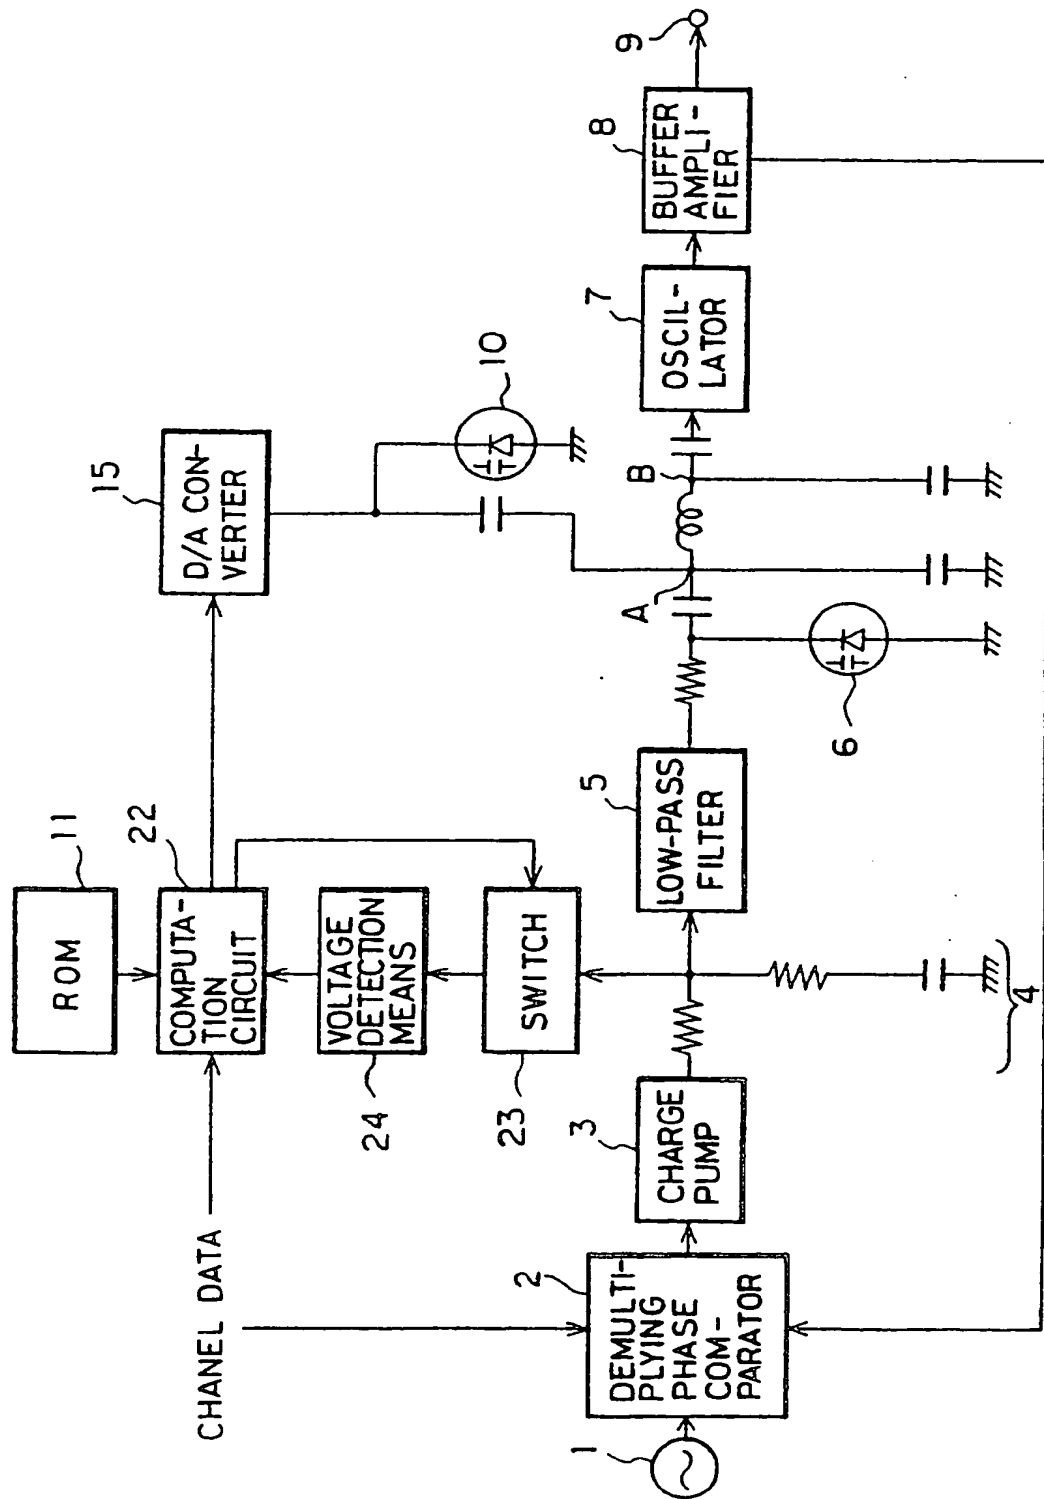 ROM
11
COMPUTA-
TION
CIRCUIT
22
D/A CON-
VERTER
15
CHANEL DATA
VOLTAGE
DETECTION
MEANS
24
10
SWITCH
23
DEMULTI-
PLYING
PHASE
COM-
PARATOR
2
1
CHARGE
PUMP
3
LOW-PASS
FILTER
5
A
B
OSCIL-
LATOR
7
BUFFER
AMPLI-
FIER
8
9
6
4